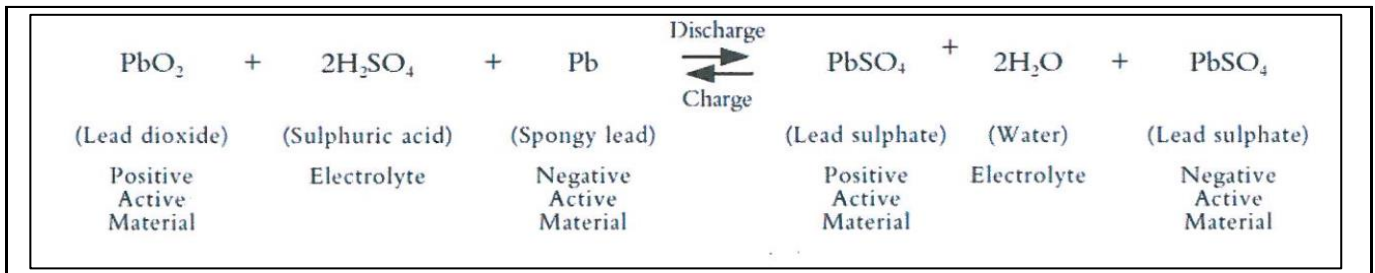 PbO₂ + 2H₂SO₄ + Pb Discharge Charge PbSO₄ + 2H₂O + PbSO₄
(Lead dioxide) (Sulphuric acid) (Spongy lead) (Lead sulphate) (Water) (Lead sulphate)
Positive Electrolyte Negative Positive Electrolyte Negative
Active Active Active Active
Material Material Material Material